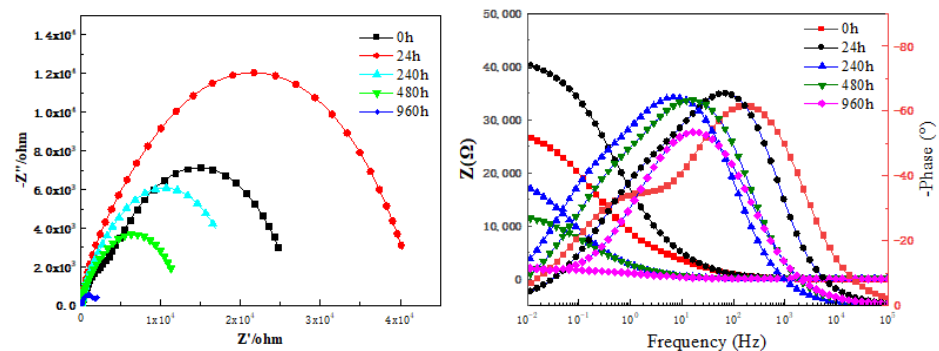 1.4x10⁴
1.2x10⁴
1.0x10⁴
8.0x10³
6.0x10³
4.0x10³
2.0x10³
0.0
-Z''/ohm
0h
24h
240h
480h
960h
0
1x10⁴
2x10⁴
3x10⁴
4x10⁴
Z'/ohm
50,000
40,000
30,000
20,000
10,000
0
Z(Ω)
0h
24h
240h
480h
960h
-80
-60
-40
-20
0
-Phase (°)
10⁻²
10⁻¹
10⁰
10¹
10²
10³
10⁴
10⁵
Frequency (Hz)